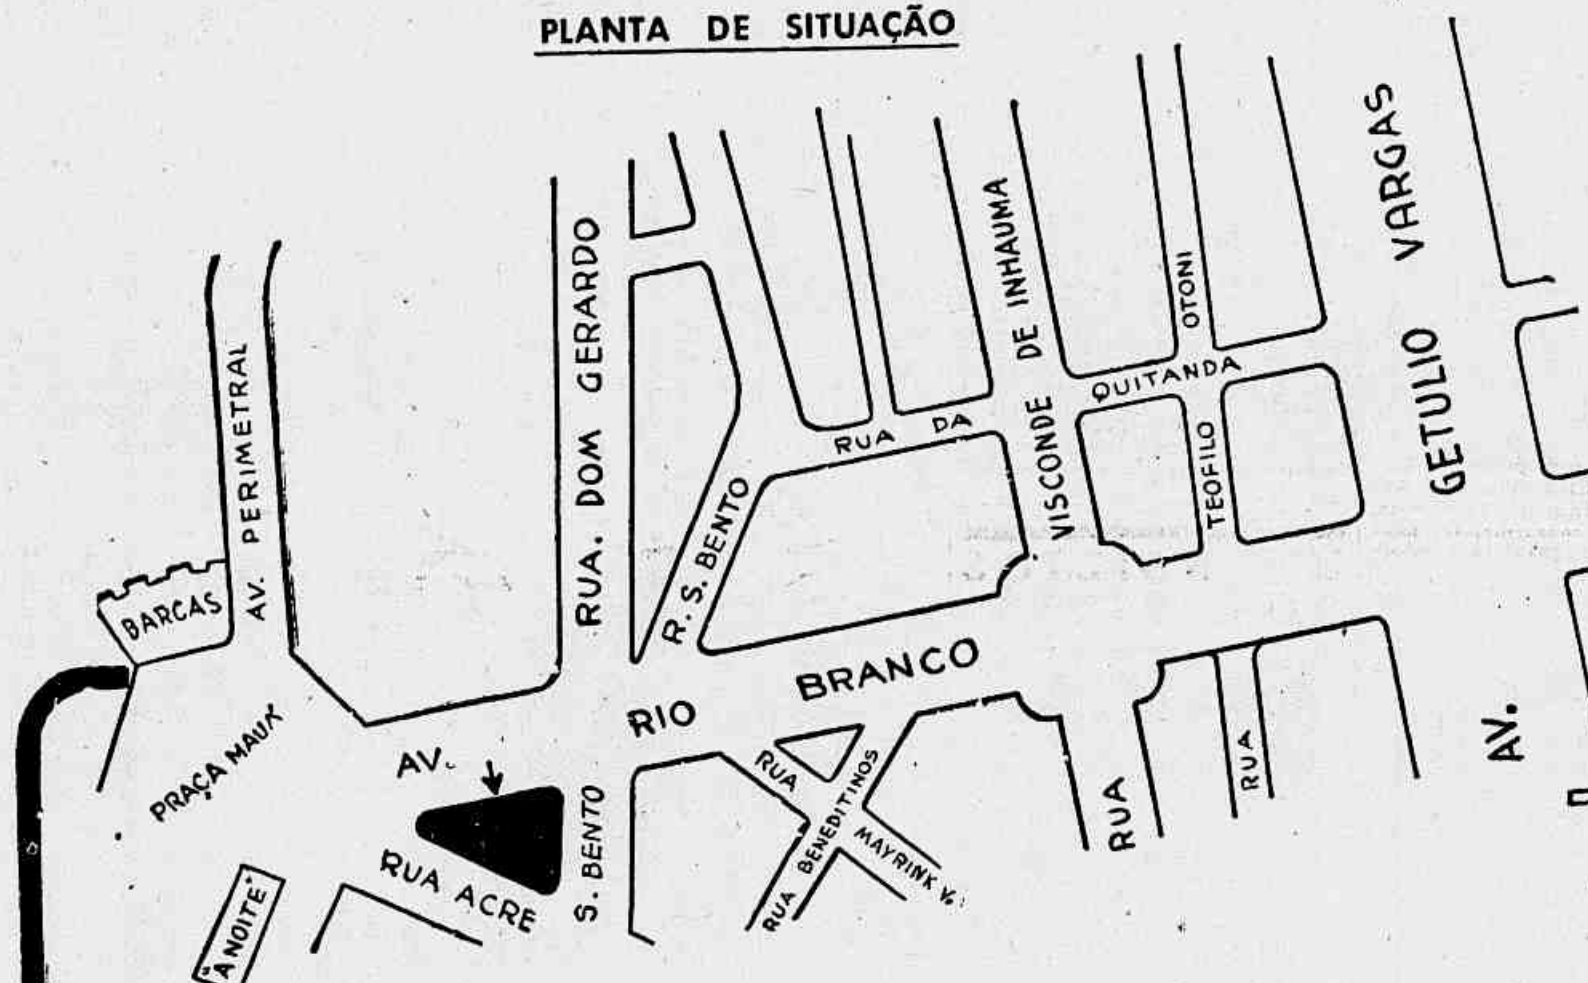 PLANTA DE SITUAÇÃO
AV. PERIMETRAL
BARCAS
PRAÇA MAUÁ
"A NOITE"
RUA ACRE
RUA. DOM GERARDO
S. BENTO
R. S. BENTO
AV. RIO BRANCO
RUA DA QUITANDA
RUA VISCONDE DE INHAUMA
RUA TEOFILO OTONI
AV. GETULIO VARGAS
RUA MAYRINK Vª:
RUA BENEDITINOS